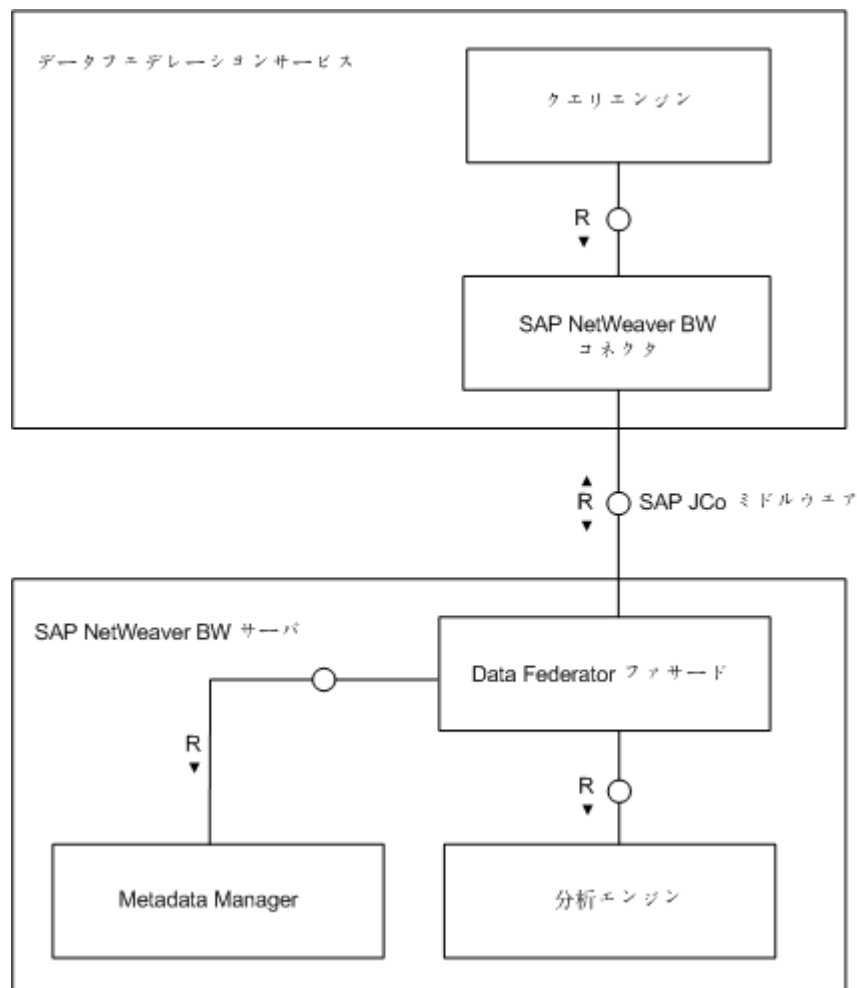 データフェデレーションサービス
クエリエンジン
R
▼
SAP NetWeaver BW
コネクタ
▲
R
▼
SAP JCo ミドルウエア
SAP NetWeaver BW サーバ
Data Federator ファサード
R
▼
R
▼
Metadata Manager
分析エンジン